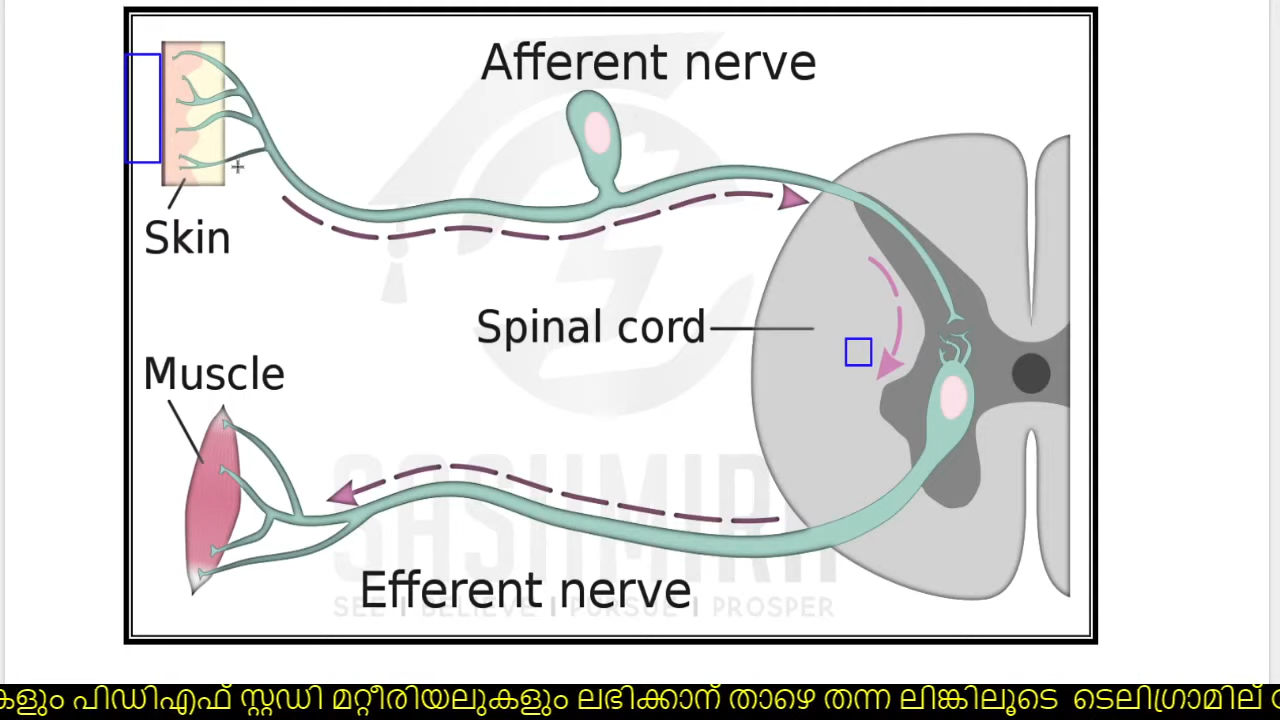 Afferent nerve
Skin
Spinal cord
Muscle
Efferent nerve
SASHMIRA
SEE I BELIEVE I PURSUE I PROSPER
കളും പിഡിഎഫ് സ്റ്റഡി മറ്റീരിയലുകളും ലഭിക്കാന് താഴെ തന്ന ലിങ്കിലൂടെ ടെലിഗ്രാമില്